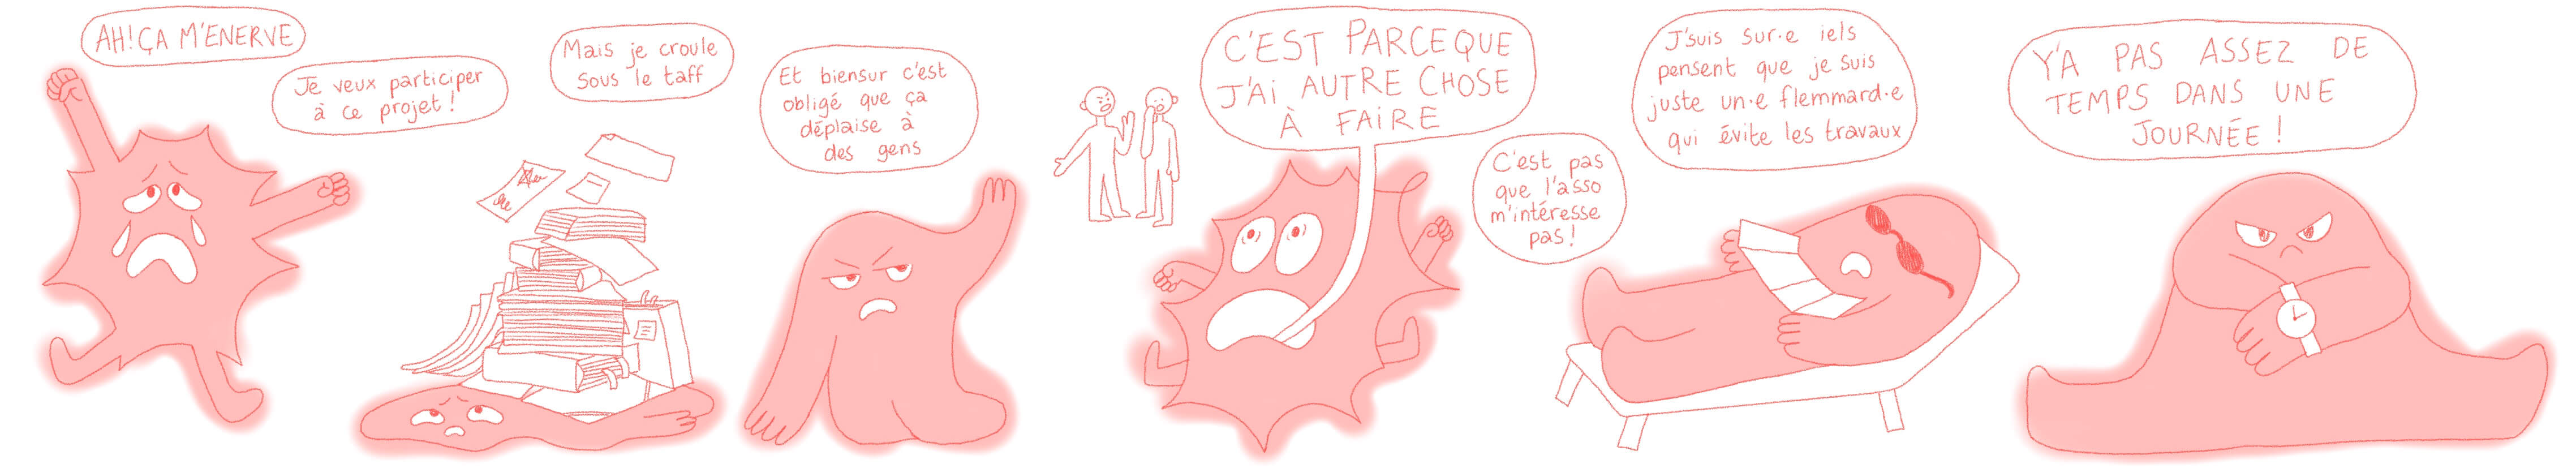 AH! ÇA M'ENERVE
Je veux participer
à ce projet !
Mais je croule
sous le taff
Et biensur c'est
obligé que ça
déplaise à
des gens
C'EST PARCEQUE
J'AI AUTRE CHOSE
À FAIRE
C'est pas
que l'asso
m'intéresse
pas !
J'suis sur·e iels
pensent que je suis
juste un·e flemmard·e
qui évite les travaux
Y'A PAS ASSEZ DE
TEMPS DANS UNE
JOURNÉE !